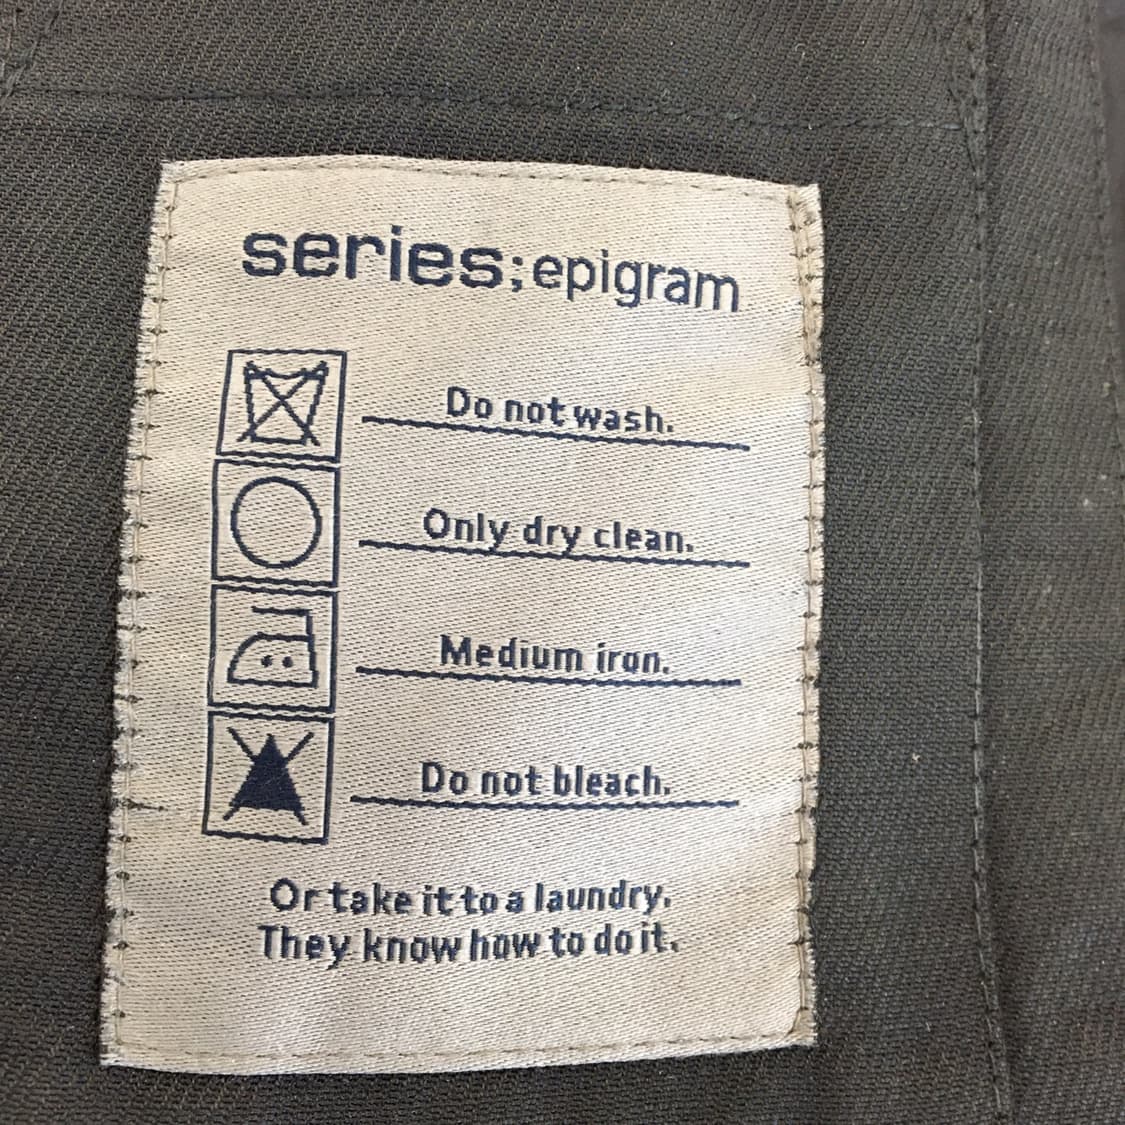 series;epigram
Do not wash.
Only dry clean.
Medium iron.
Do not bleach.
Or take it to a laundry.
They know how to do it.